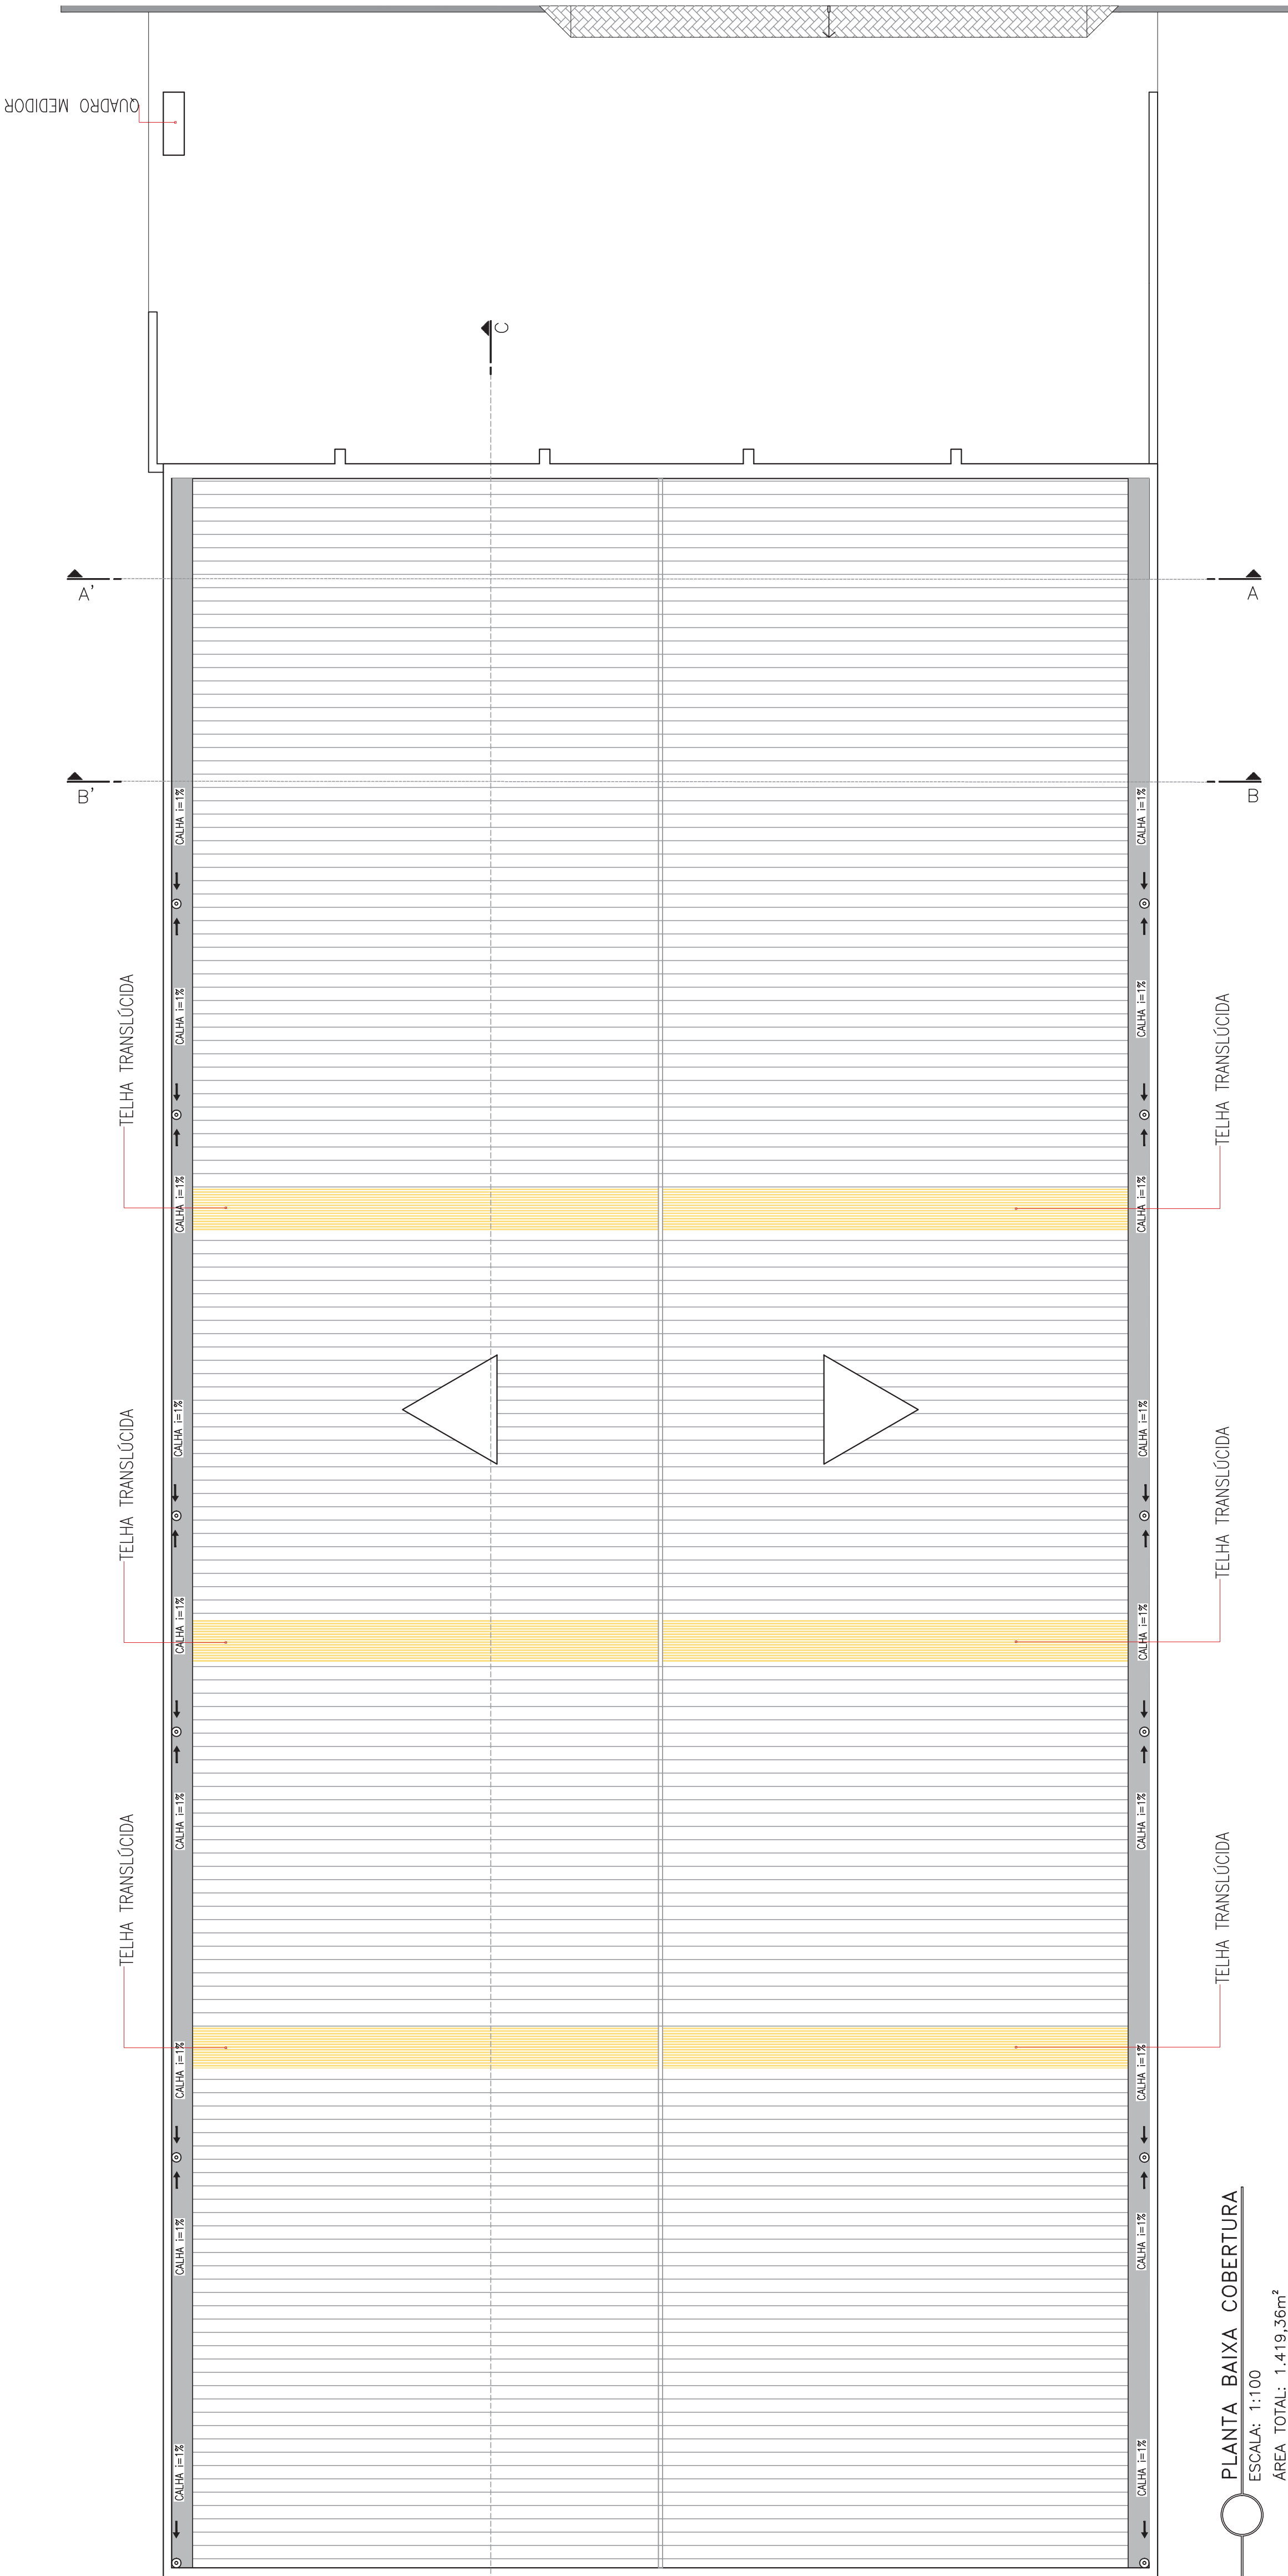 QUADRO MEDIDOR
C
A'
A
B'
B
CALHA i=1%
CALHA i=1%
TELHA TRANSLÚCIDA
TELHA TRANSLÚCIDA
CALHA i=1%
CALHA i=1%
CALHA i=1%
CALHA i=1%
TELHA TRANSLÚCIDA
TELHA TRANSLÚCIDA
CALHA i=1%
CALHA i=1%
CALHA i=1%
CALHA i=1%
TELHA TRANSLÚCIDA
TELHA TRANSLÚCIDA
CALHA i=1%
CALHA i=1%
CALHA i=1%
CALHA i=1%
CALHA i=1%
CALHA i=1%
CALHA i=1%
CALHA i=1%
PLANTA BAIXA COBERTURA
ESCALA: 1:100
ÁREA TOTAL: 1.419,36m²